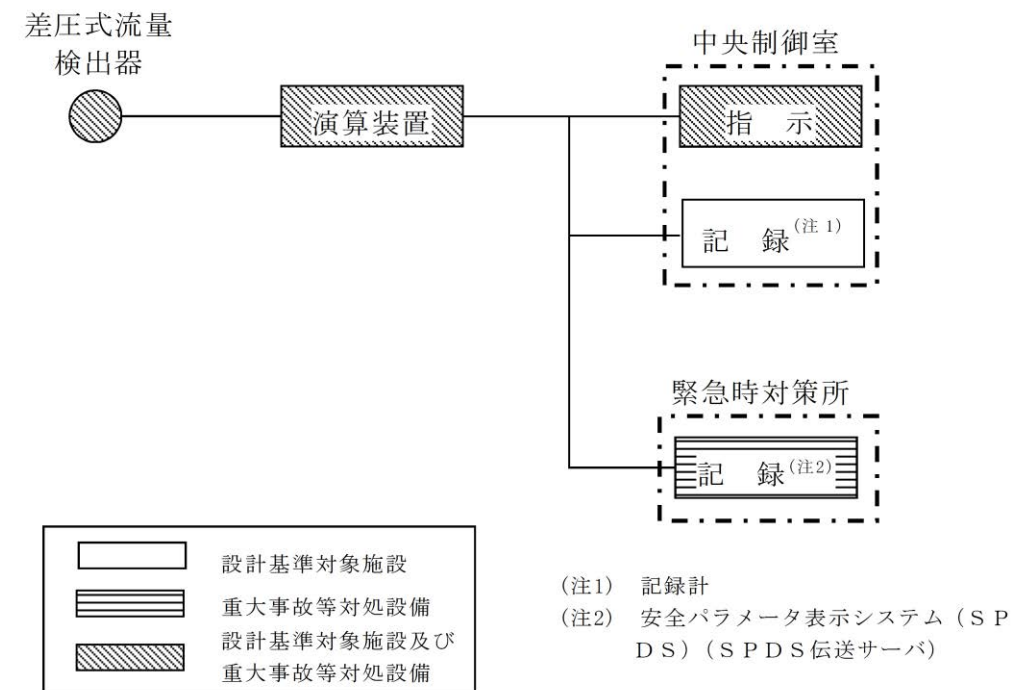 差圧式流量
検出器
中央制御室
演算装置
指　示
記　録(注 1)
緊急時対策所
記　録(注2)
設計基準対象施設
重大事故等対処設備
設計基準対象施設及び
重大事故等対処設備
(注1)　記録計
(注2)　安全パラメータ表示システム（ＳＰ
ＤＳ）（ＳＰＤＳ伝送サーバ）